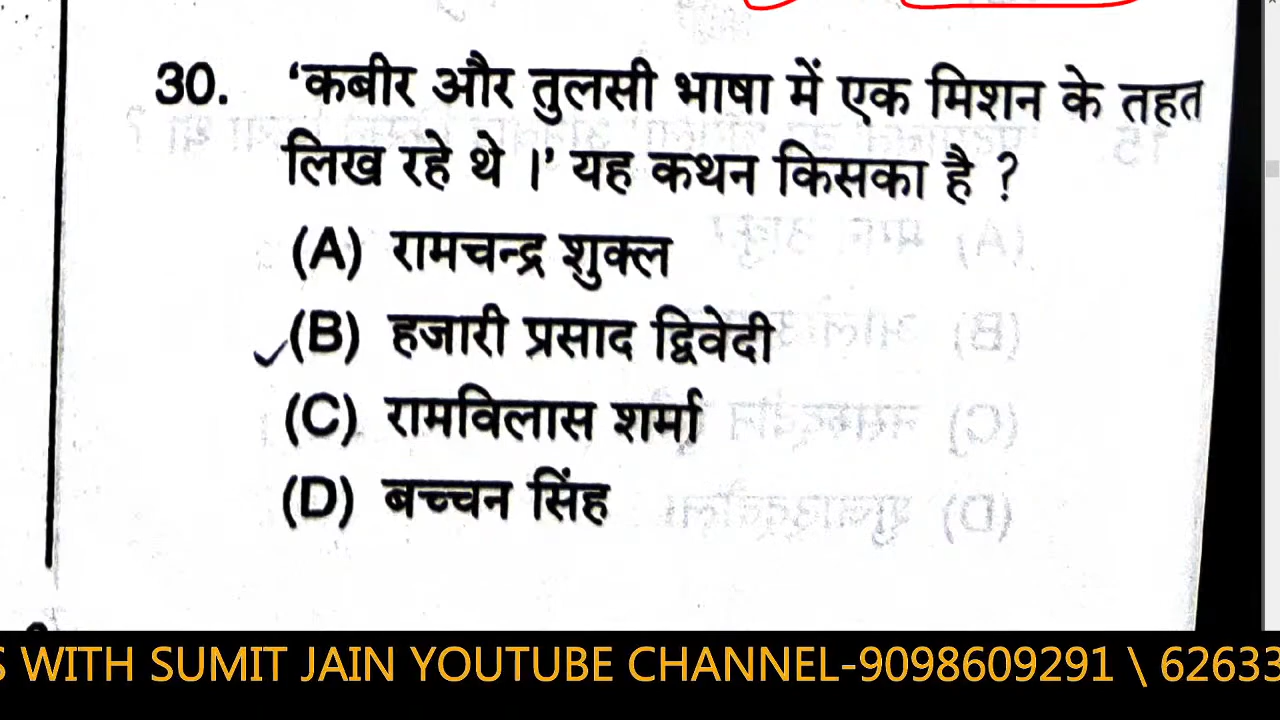 30. ‘कबीर और तुलसी भाषा में एक मिशन के तहत
लिख रहे थे ।’ यह कथन किसका है ?
(A) रामचन्द्र शुक्ल
(B) हजारी प्रसाद द्विवेदी
(C) रामविलास शर्मा
(D) बच्चन सिंह
WITH SUMIT JAIN YOUTUBE CHANNEL-9098609291 \ 62633